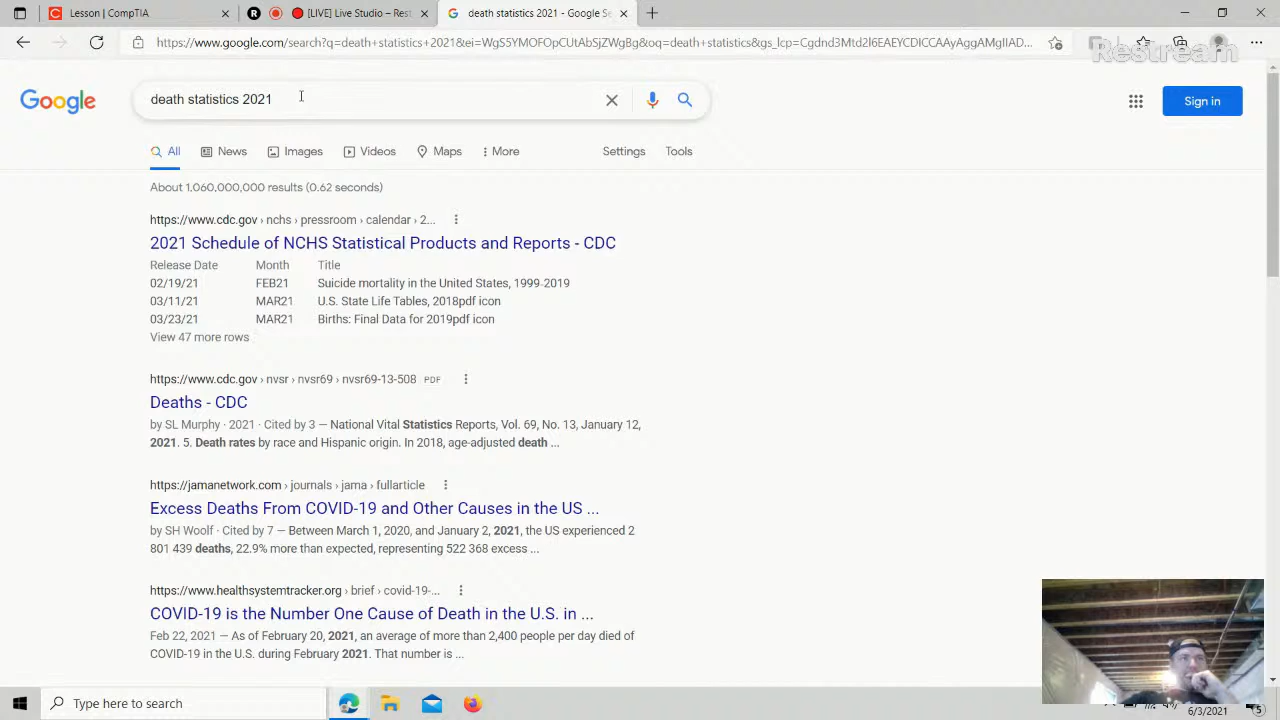 Lesson | CompTIA
[LIVE] Live Studio – Rest
death statistics 2021 - Google Se
https://www.google.com/search?q=death+statistics+2021&ei=WgS5YMOFOpCUtAbSjZWgBg&oq=death+statistics&gs_lcp=Cgdnd3Mtd2l6EAEYCDICCAAyAggAMgIIAD...
Restream
Google
death statistics 2021
Sign in
All
News
Images
Videos
Maps
More
Settings
Tools
About 1,060,000,000 results (0.62 seconds)
https://www.cdc.gov › nchs › pressroom › calendar › 2...
2021 Schedule of NCHS Statistical Products and Reports - CDC
Release Date Month Title
02/19/21 FEB21 Suicide mortality in the United States, 1999-2019
03/11/21 MAR21 U.S. State Life Tables, 2018pdf icon
03/23/21 MAR21 Births: Final Data for 2019pdf icon
View 47 more rows
https://www.cdc.gov › nvsr › nvsr69 › nvsr69-13-508 PDF
Deaths - CDC
by SL Murphy · 2021 · Cited by 3 — National Vital Statistics Reports, Vol. 69, No. 13, January 12,
2021. 5. Death rates by race and Hispanic origin. In 2018, age-adjusted death ...
https://jamanetwork.com › journals › jama › fullarticle
Excess Deaths From COVID-19 and Other Causes in the US ...
by SH Woolf · Cited by 7 — Between March 1, 2020, and January 2, 2021, the US experienced 2
801 439 deaths, 22.9% more than expected, representing 522 368 excess ...
https://www.healthsystemtracker.org › brief › covid-19-...
COVID-19 is the Number One Cause of Death in the U.S. in ...
Feb 22, 2021 — As of February 20, 2021, an average of more than 2,400 people per day died of
COVID-19 in the U.S. during February 2021. That number is ...
Type here to search
6/3/2021
5